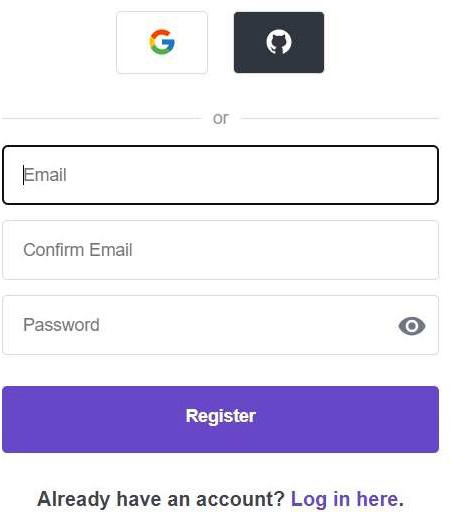 or
Email
Confirm Email
Password
Register
Already have an account? Log in here.